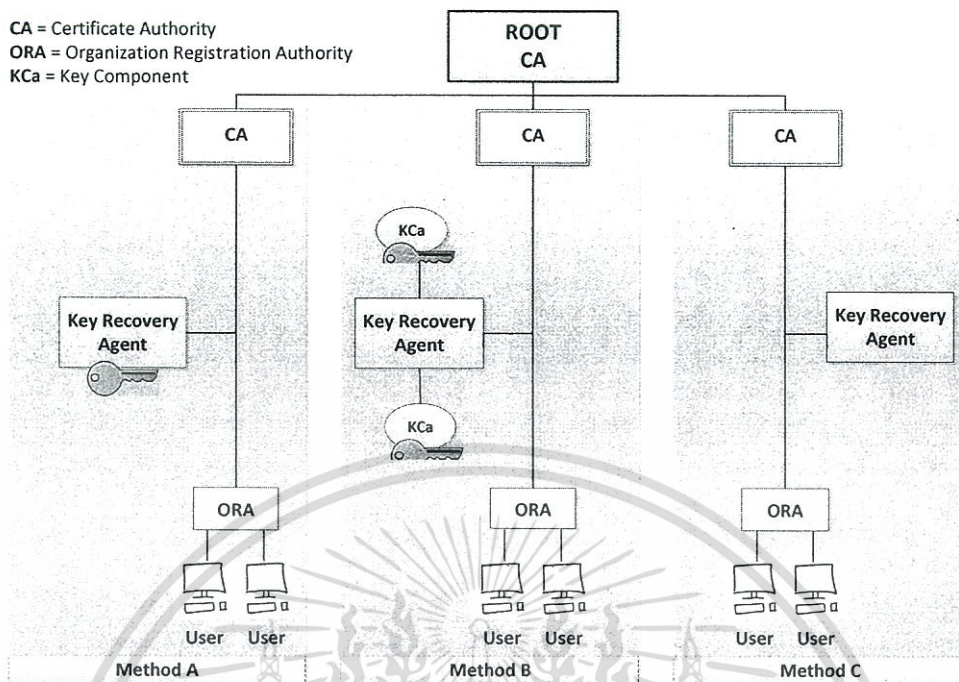 CA = Certificate Authority
ORA = Organization Registration Authority
KCa = Key Component
ROOT
CA
CA
CA
CA
KCa
Key Recovery
Agent
Key Recovery
Agent
Key Recovery
Agent
KCa
ORA
ORA
ORA
User
User
User
User
User
User
Method A
Method B
Method C